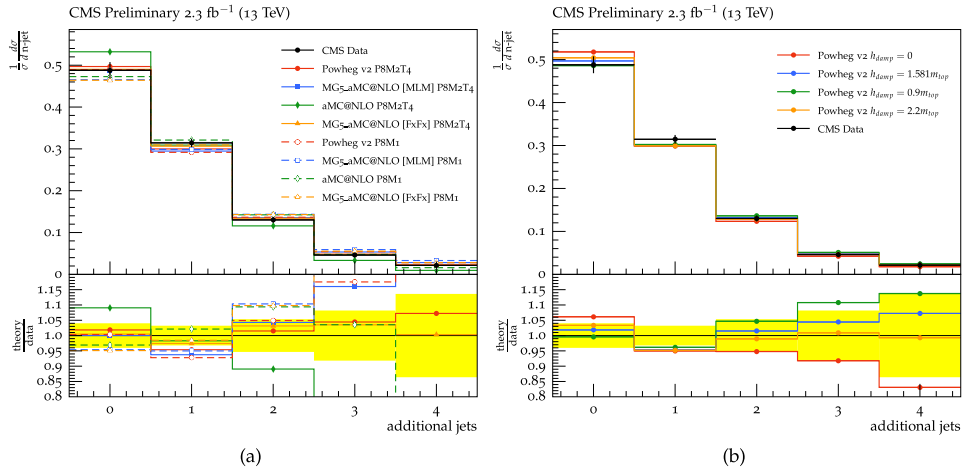 CMS Preliminary 2.3 fb⁻¹ (13 TeV)
1/σ dσ/d n-jet
0.5
0.4
0.3
0.2
0.1
0
CMS Data
Powheg v2 P8M2T4
MG5_aMC@NLO [MLM] P8M2T4
aMC@NLO P8M2T4
MG5_aMC@NLO [FxFx] P8M2T4
Powheg v2 P8M1
MG5_aMC@NLO [MLM] P8M1
aMC@NLO P8M1
MG5_aMC@NLO [FxFx] P8M1
theory/data
1.15
1.1
1.05
1.0
0.95
0.9
0.85
0.8
0 1 2 3 4
additional jets
(a)
CMS Preliminary 2.3 fb⁻¹ (13 TeV)
1/σ dσ/d n-jet
0.5
0.4
0.3
0.2
0.1
0
Powheg v2 h_damp = 0
Powheg v2 h_damp = 1.581m_top
Powheg v2 h_damp = 0.9m_top
Powheg v2 h_damp = 2.2m_top
CMS Data
theory/data
1.15
1.1
1.05
1.0
0.95
0.9
0.85
0.8
0 1 2 3 4
additional jets
(b)